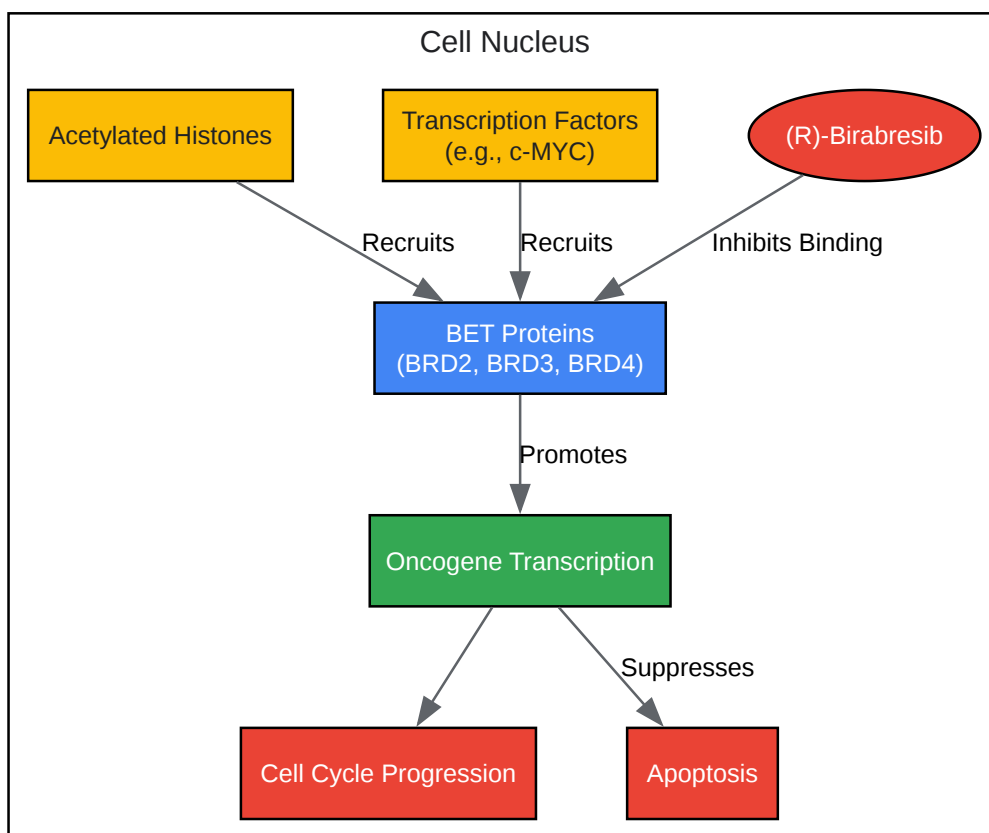 Cell Nucleus
Acetylated Histones
Transcription Factors
(e.g., c-MYC)
(R)-Birabresib
Recruits
Recruits
Inhibits Binding
BET Proteins
(BRD2, BRD3, BRD4)
Promotes
Oncogene Transcription
Suppresses
Cell Cycle Progression
Apoptosis